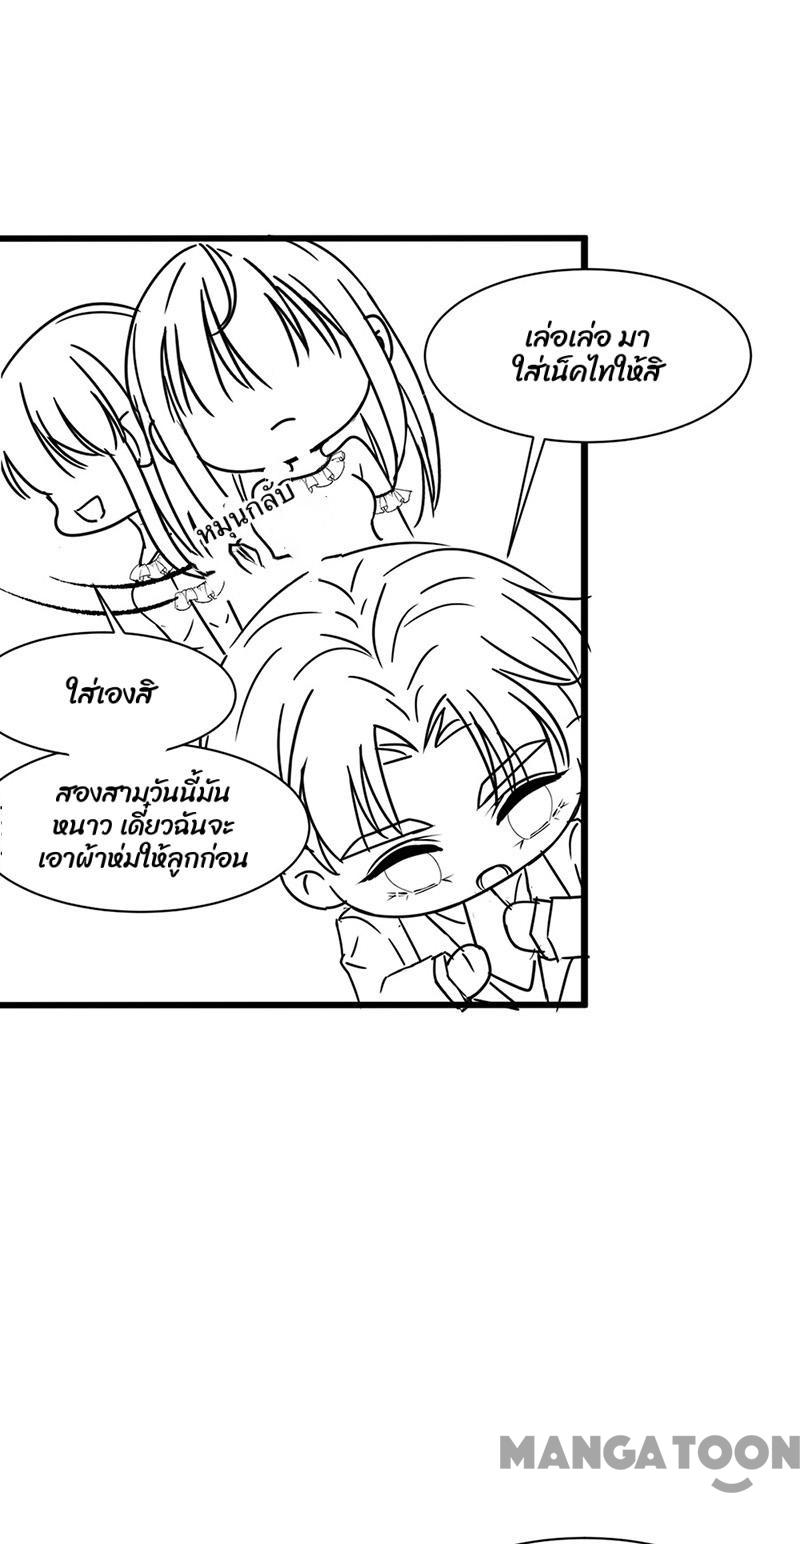 เล่อเล่อ มา
ใส่เน็คไทให้สิ
หมุนกลับ
ใส่เองสิ
สองสามวันนี้มัน
หนาว เดี๋ยวฉันจะ
เอาผ้าห่มให้ลูกก่อน
MANGATOON